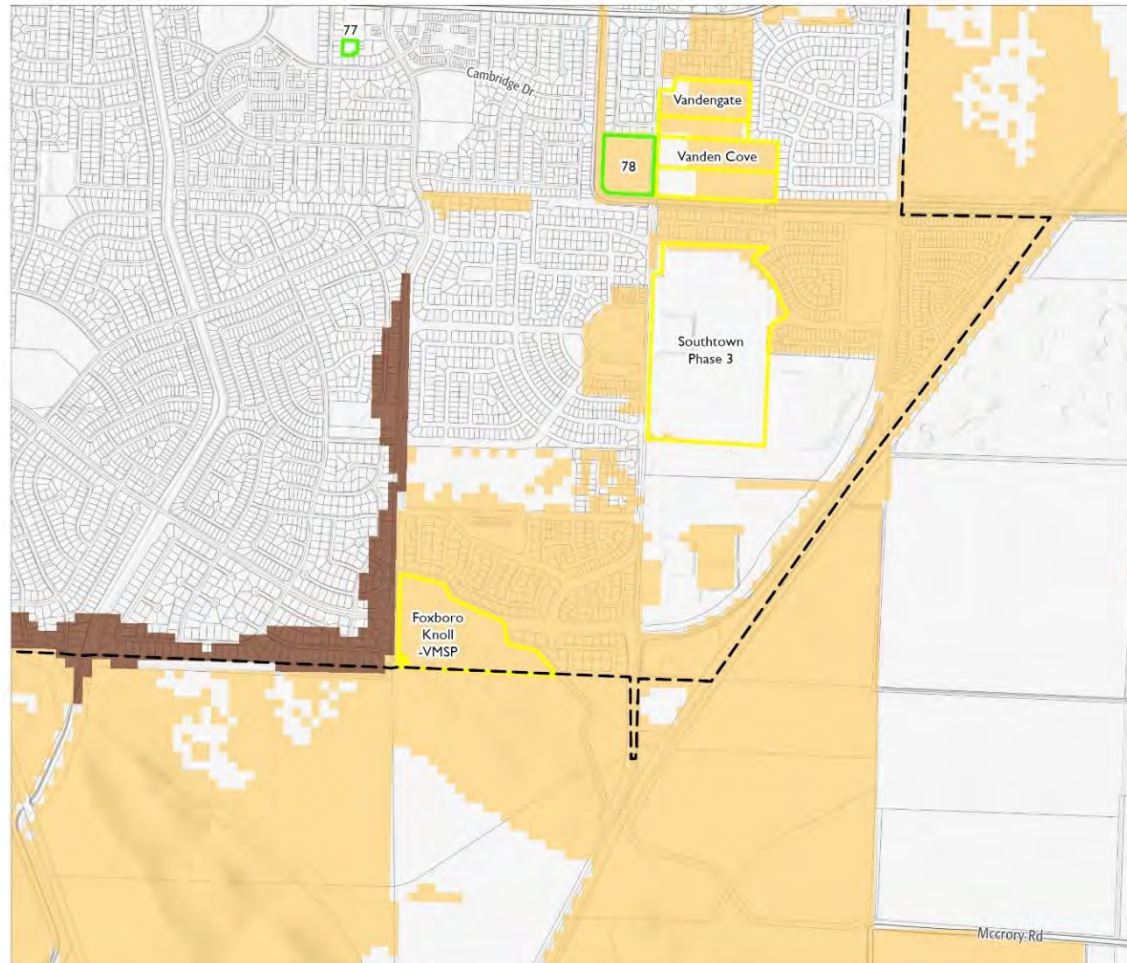 77
Cambridge Dr
Vandengate
78
Vanden Cove
Southtown
Phase 3
Foxboro
Knoll
-VMSP
Mccrory Rd